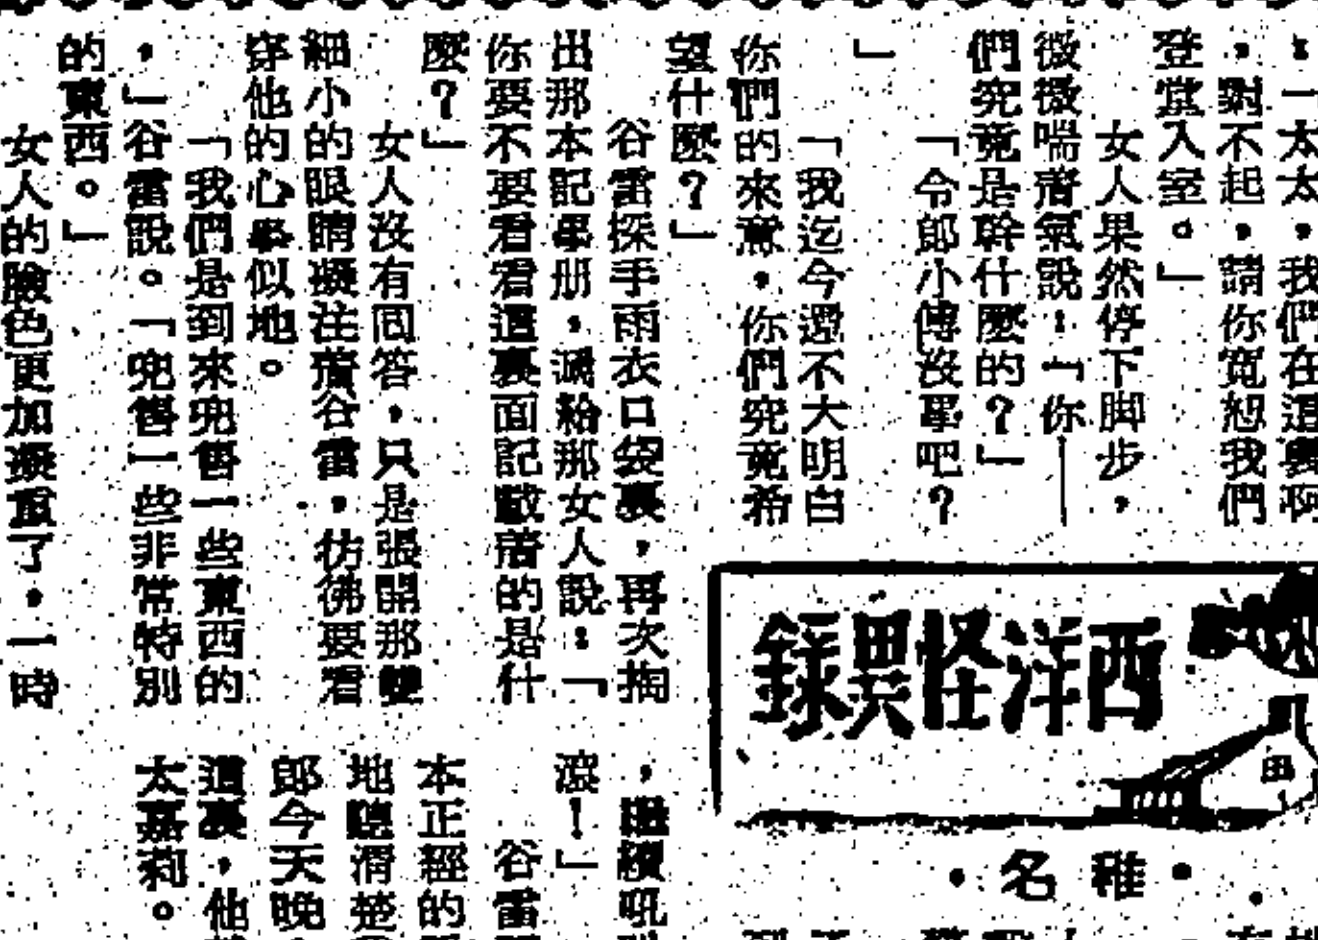 ：「太太，我們在這裏啊
，對不起，請你寬恕我們
登堂入室。」
女人果然停下脚步，
微微喘着氣說：「你——
們究竟是幹什麽的？」
「令郎小傅沒事吧？
」
「我迄今還不大明白
你們的來意，你們究竟希
望什麽？」
谷雷探手雨衣口袋裏，再次掏
出那本記事册，遞給那女人說：「
你要不要看看這裏面記載着的是什
麽？」
女人沒有回答，只是張開那雙
細小的眼睛凝注着谷雷，彷彿要看
穿他的心事似地。
「我們是到來兜售一些東西的
，」谷雷說。「兜售一些非常特別
的東西。」
女人的臉色更加凝重了，一時
西洋怪異錄
·稚名·
，繼續吼
滾！」
谷雷
本正經的
地聽清楚
郎今天晚
這裏，他
太嘉莉。